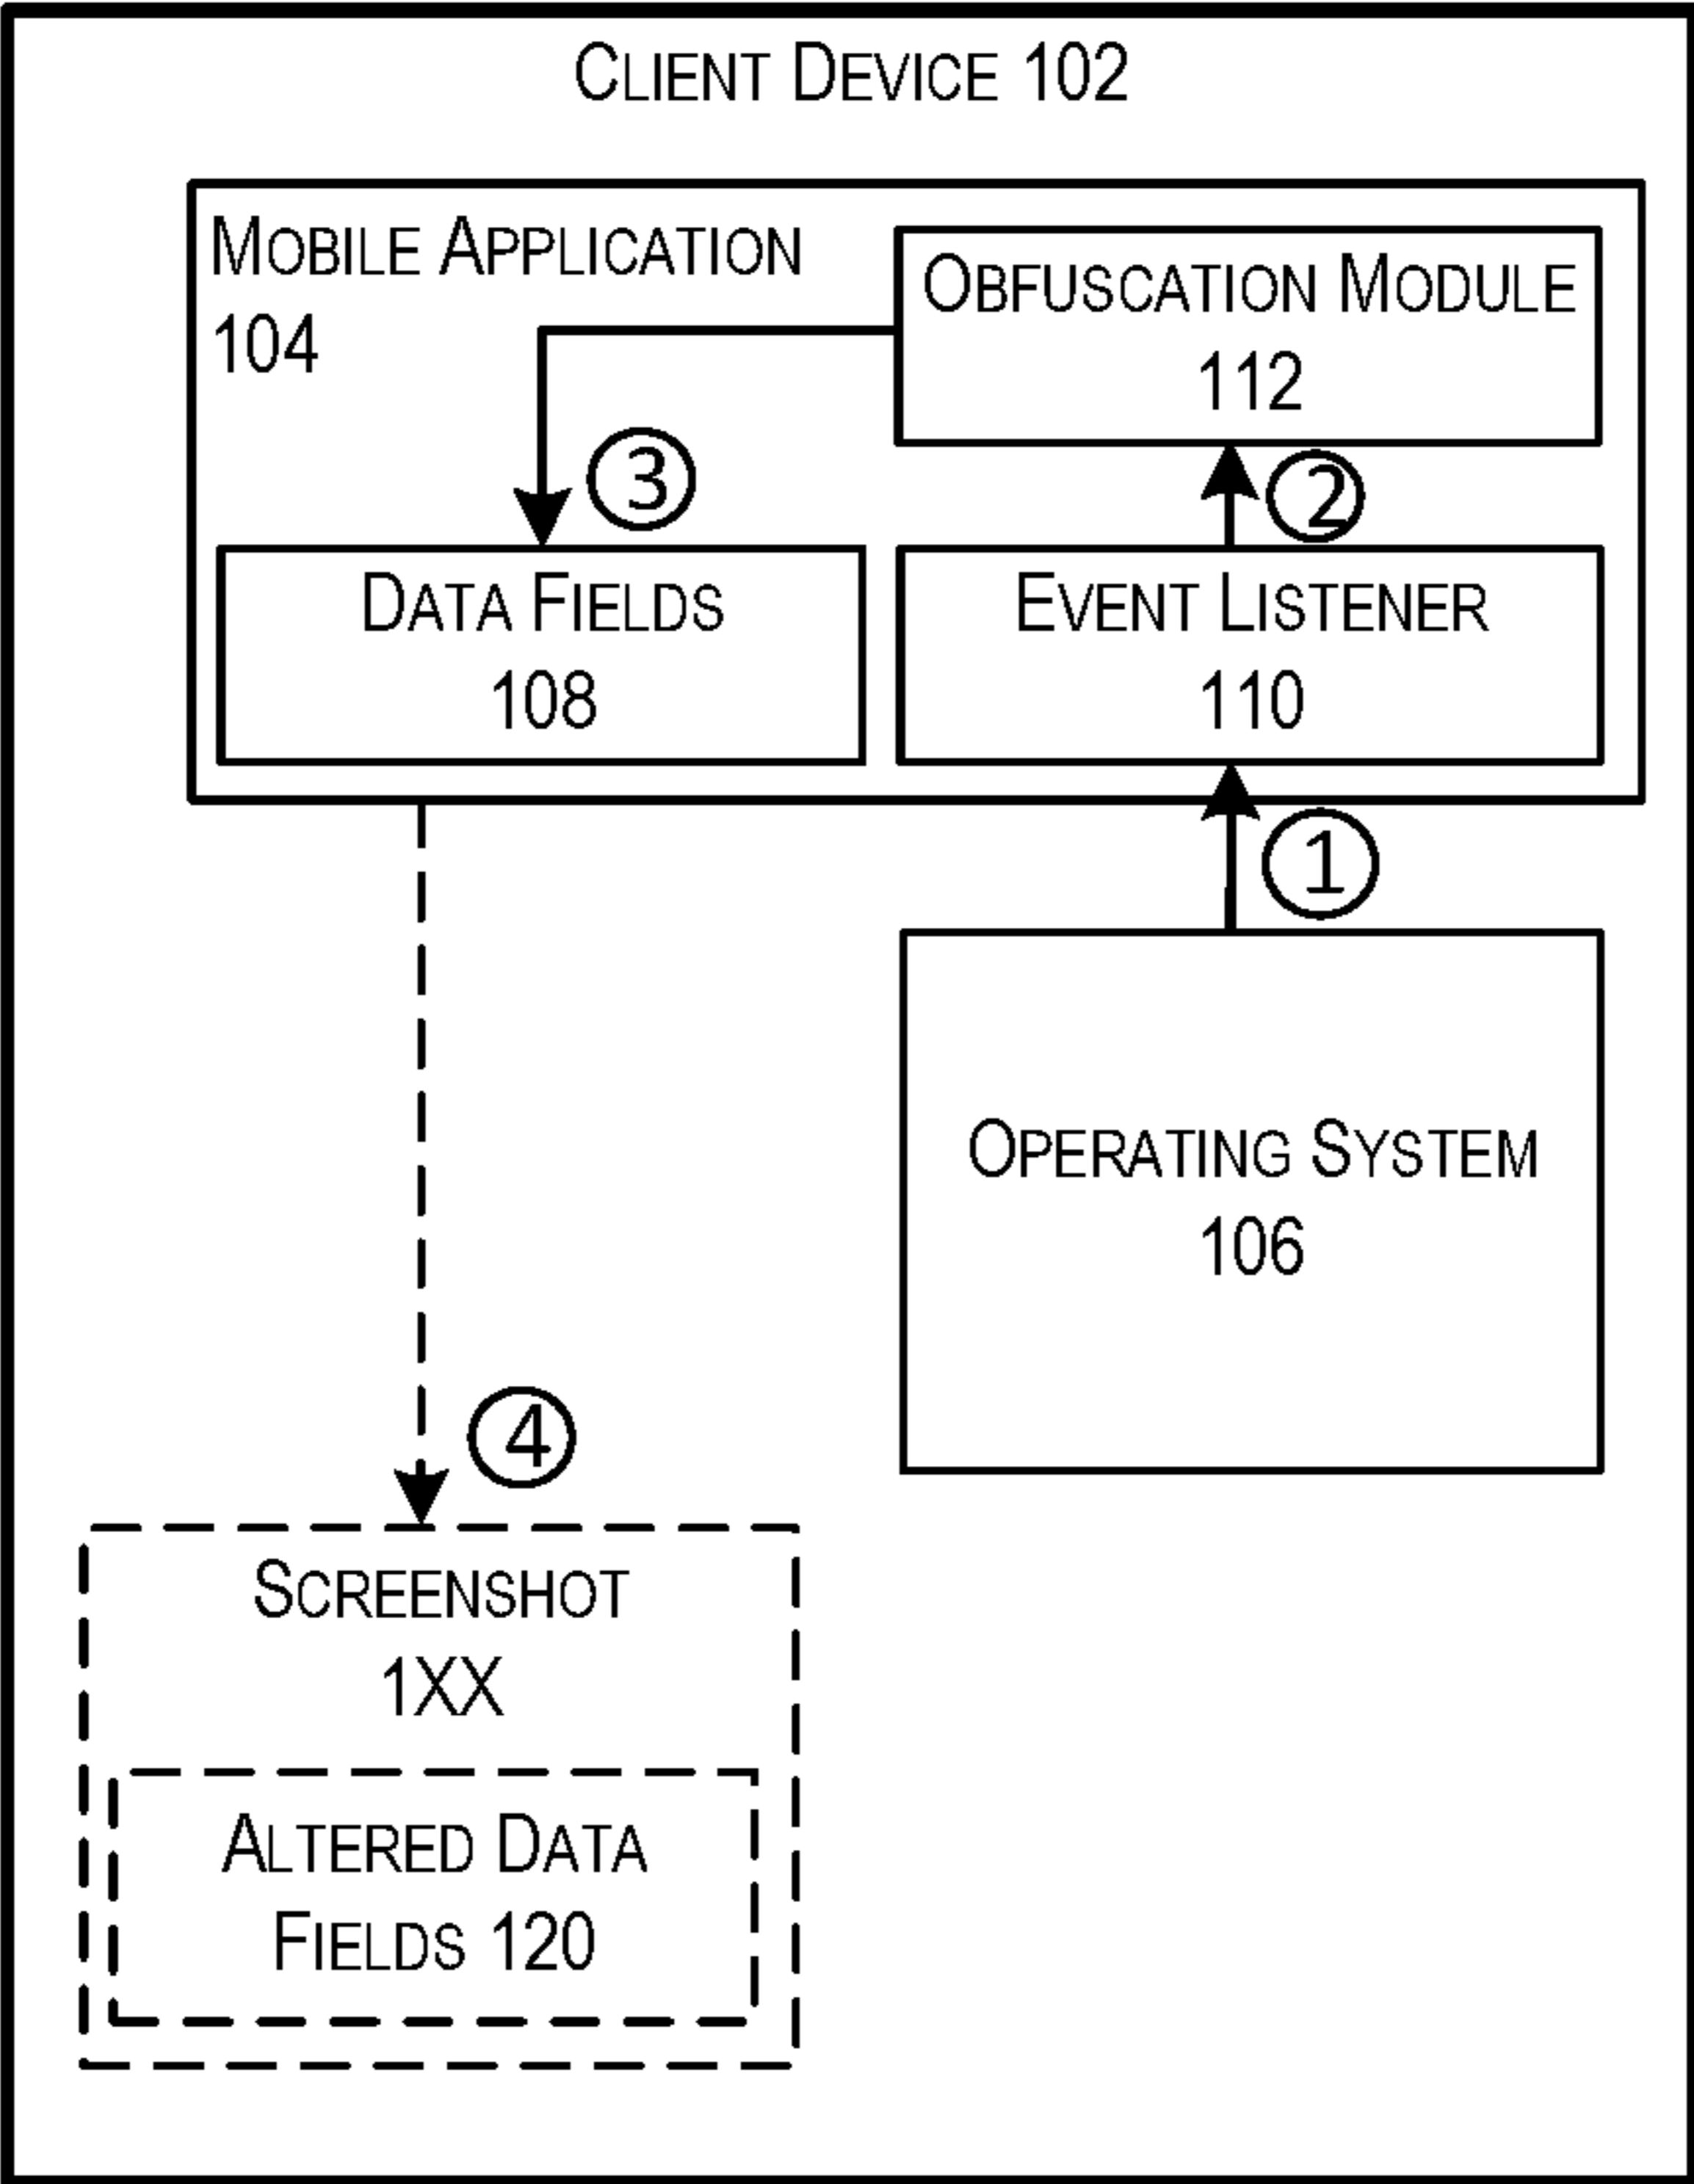 CLIENT DEVICE 102
MOBILE APPLICATION
104
OBFUSCATION MODULE
112
3
2
DATA FIELDS
108
EVENT LISTENER
110
1
OPERATING SYSTEM
106
4
SCREENSHOT
1XX
ALTERED DATA
FIELDS 120